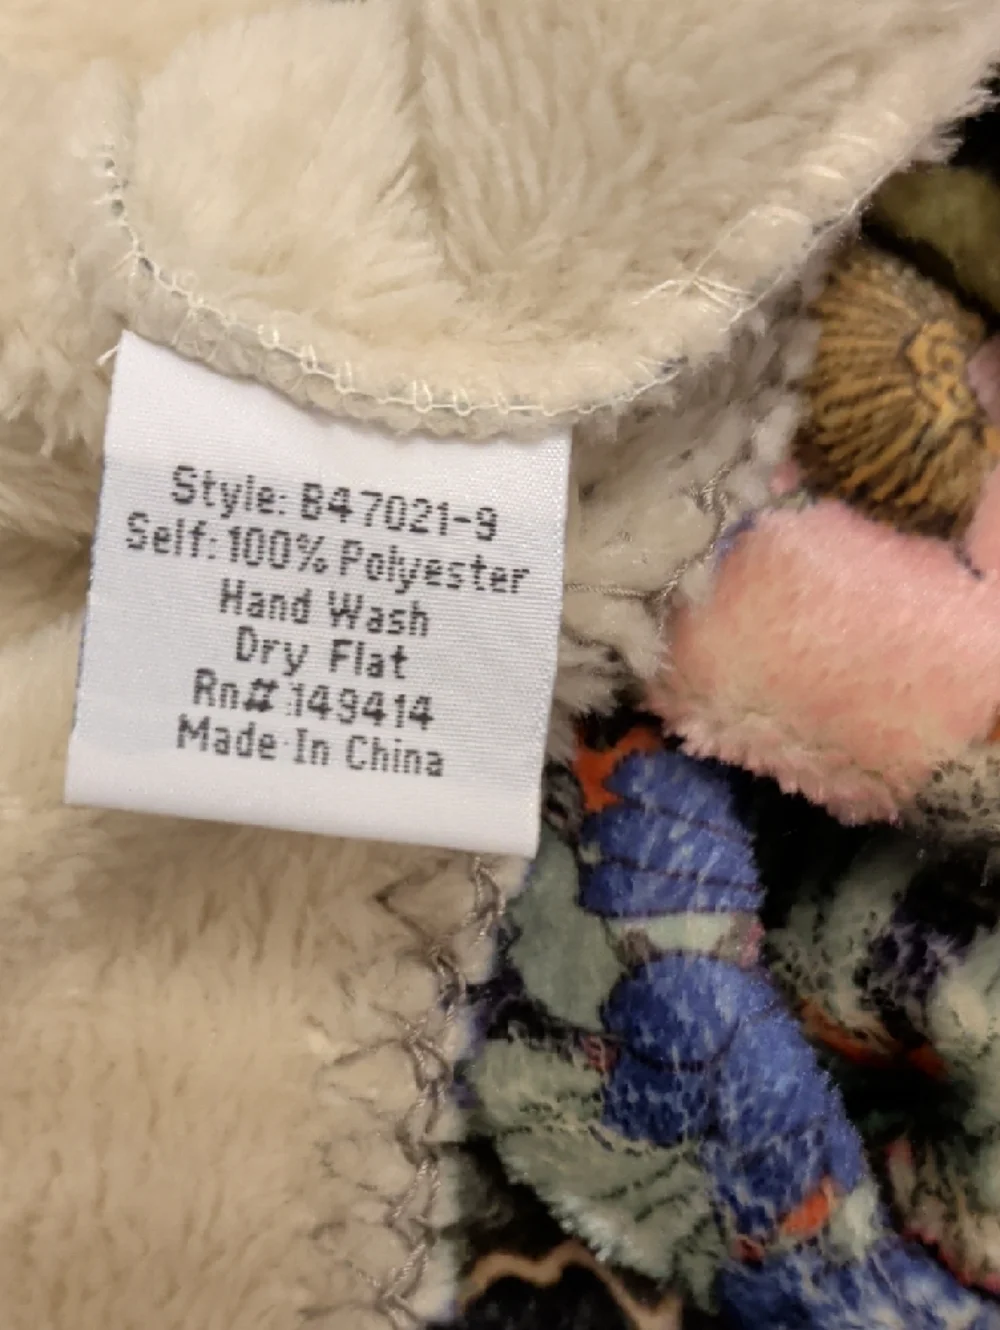 Style: B47021-9
Self: 100% Polyester
Hand Wash
Dry Flat
Rn# 149414
Made In China